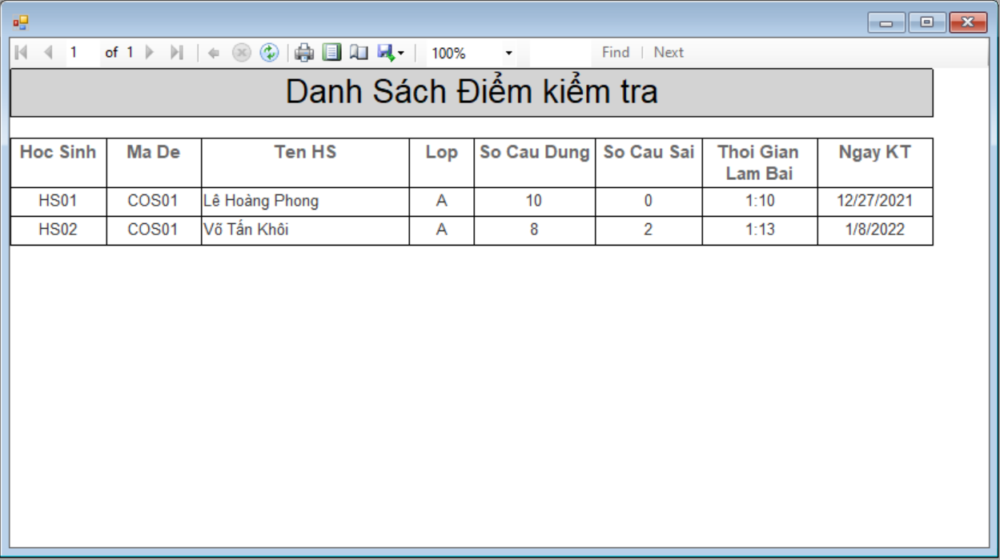 1 of 1 100% Find | Next
Danh Sách Điểm kiểm tra
Hoc Sinh Ma De Ten HS Lop So Cau Dung So Cau Sai Thoi Gian Lam Bai Ngay KT
HS01 COS01 Lê Hoàng Phong A 10 0 1:10 12/27/2021
HS02 COS01 Võ Tấn Khôi A 8 2 1:13 1/8/2022